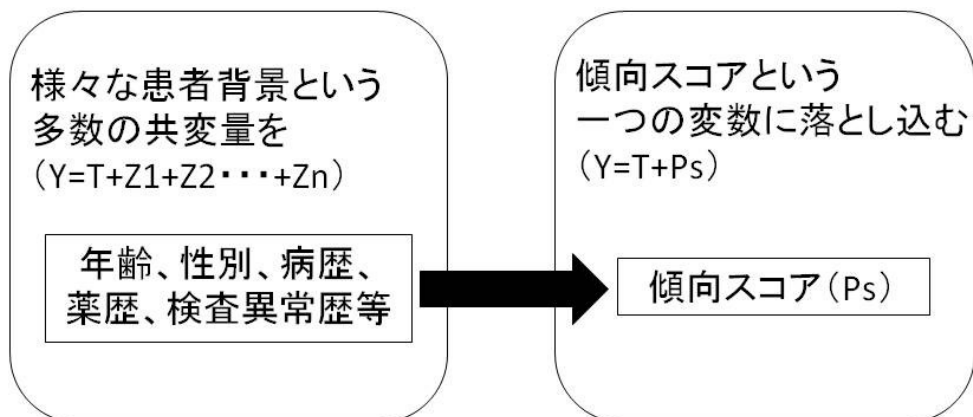 様々な患者背景という
多数の共変量を
（Y=T+Z1+Z2・・・+Zn）
年齢、性別、病歴、
薬歴、検査異常歴等
傾向スコアという
一つの変数に落とし込む
（Y=T+Ps）
傾向スコア（Ps）